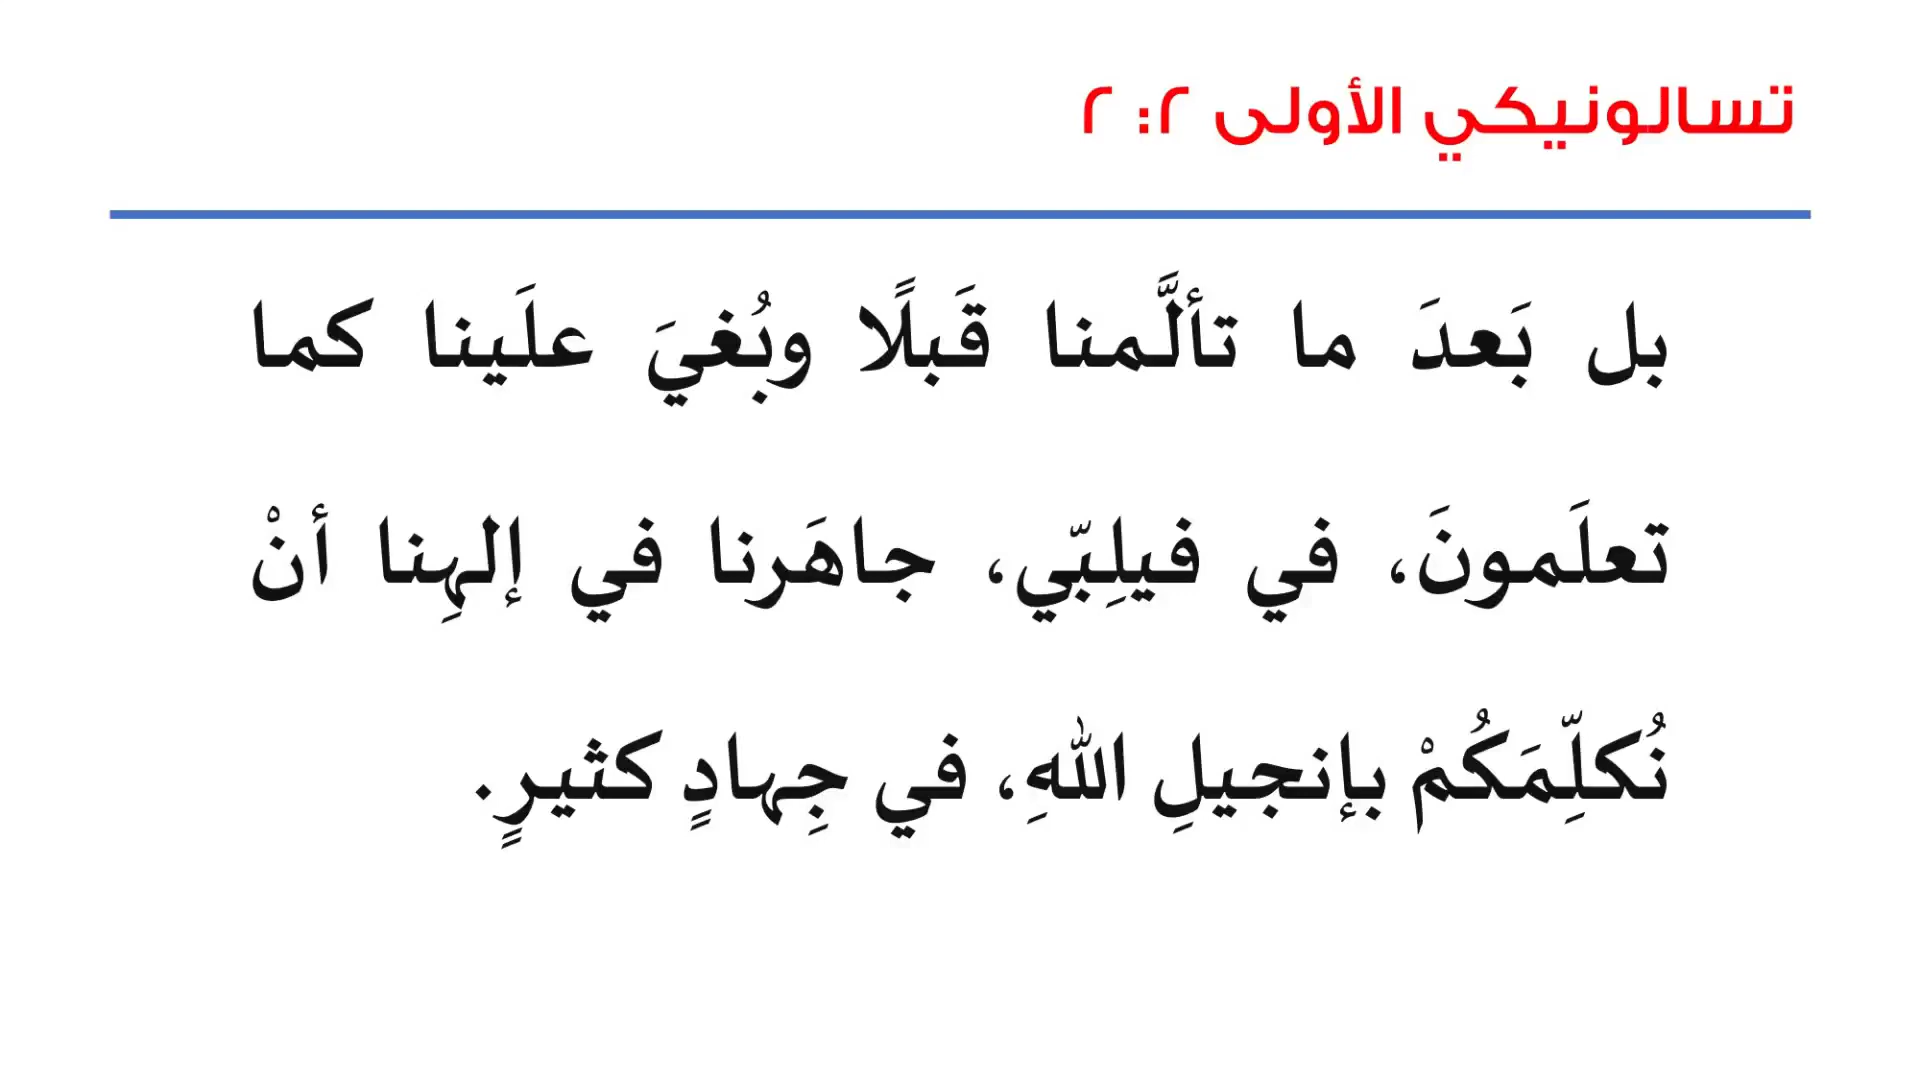 تسالونيكي الأولى ٢: ٢
بل بَعدَ ما تألَّمنا قَبلًا وبُغيَ علَينا كما
تعلَمونَ، في فيلِبّي، جاهَرنا في إلهِنا أنْ
نُكلِّمَكُمْ بإنجيلِ اللهِ، في جِهادٍ كثيرٍ.